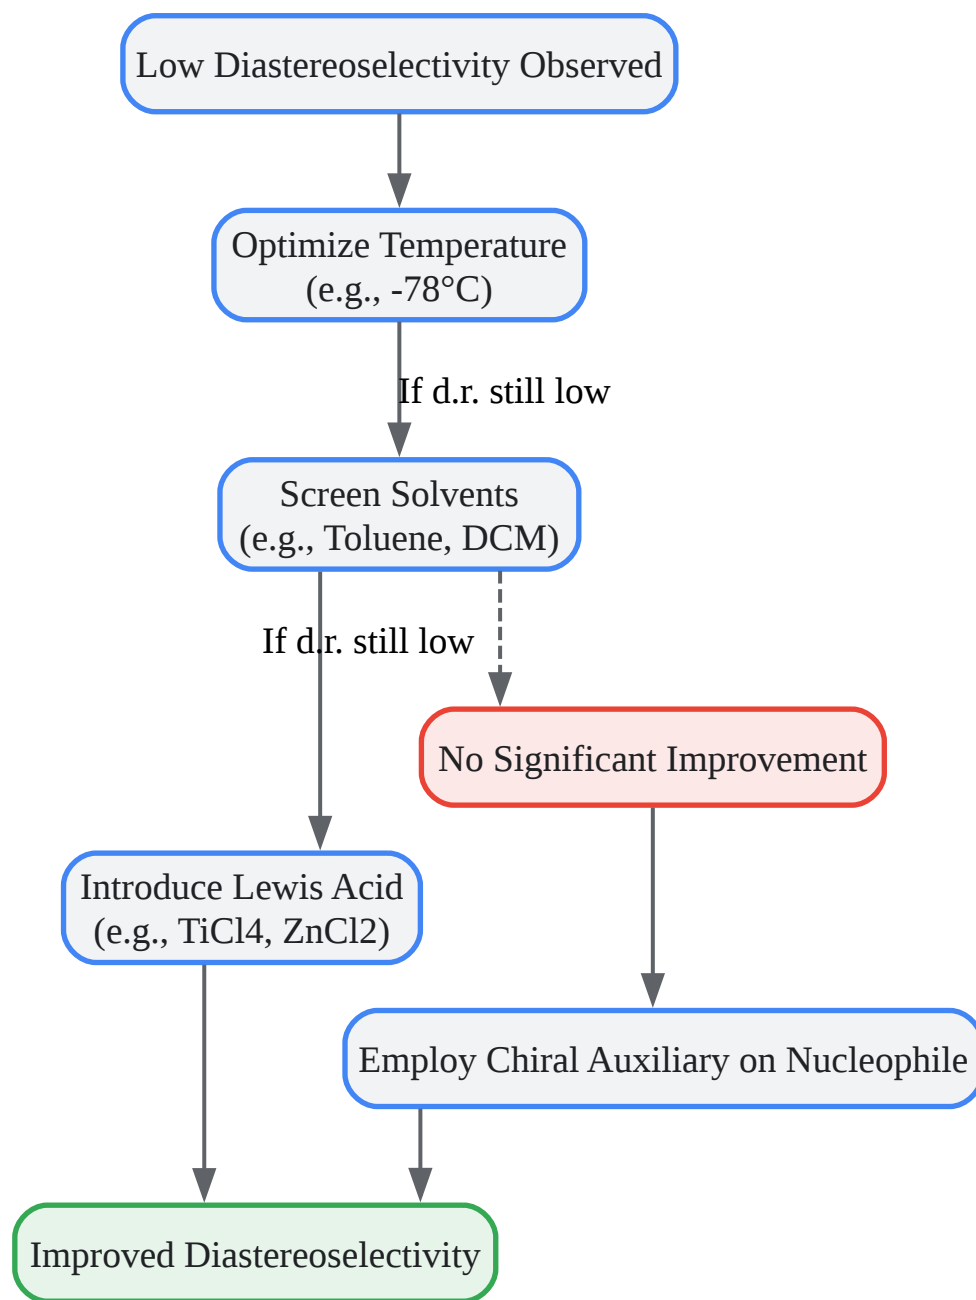 Low Diastereoselectivity Observed
Optimize Temperature
(e.g., -78°C)
If d.r. still low
Screen Solvents
(e.g., Toluene, DCM)
If d.r. still low
No Significant Improvement
Introduce Lewis Acid
(e.g., TiCl4, ZnCl2)
Employ Chiral Auxiliary on Nucleophile
Improved Diastereoselectivity